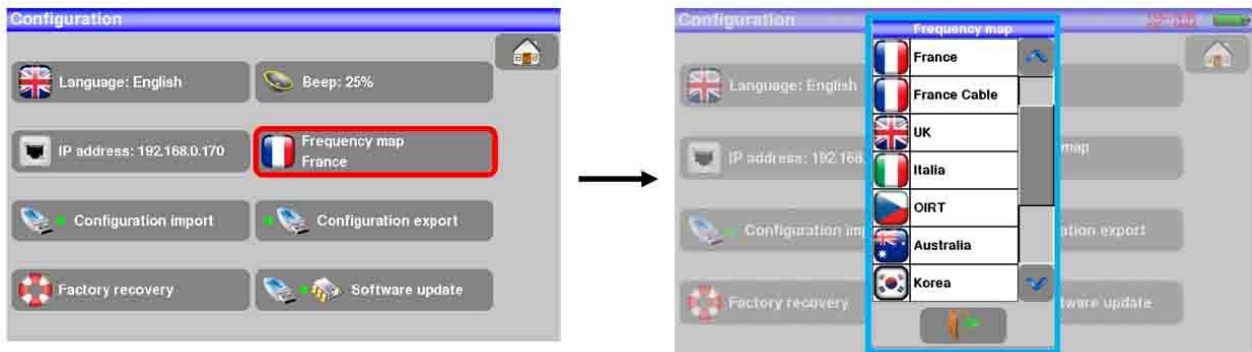 Configuration
Language: English
Beep: 25%
IP address: 192.168.0.170
Frequency map
France
Configuration import
Configuration export
Factory recovery
Software update
Configuration
Frequency map
France
France Cable
UK
Italia
OIRT
Australia
Korea
Language: English
IP address: 192.168.
map
Configuration im
ation export
Factory recovery
tware update